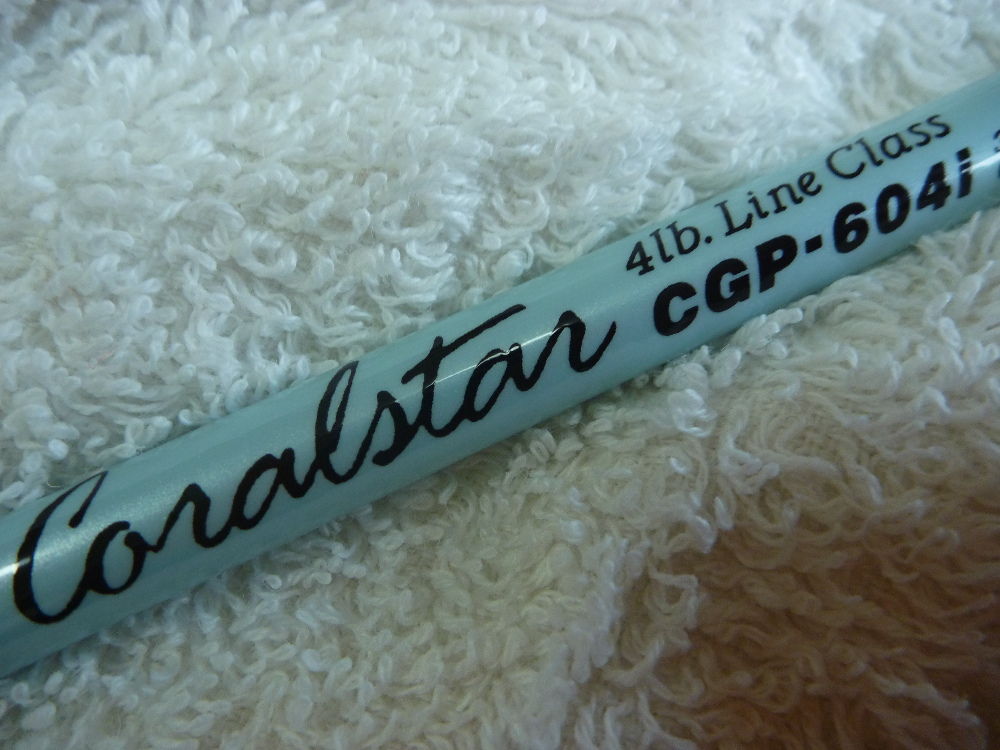 Coralstar
4lb. Line Class
CGP-604i